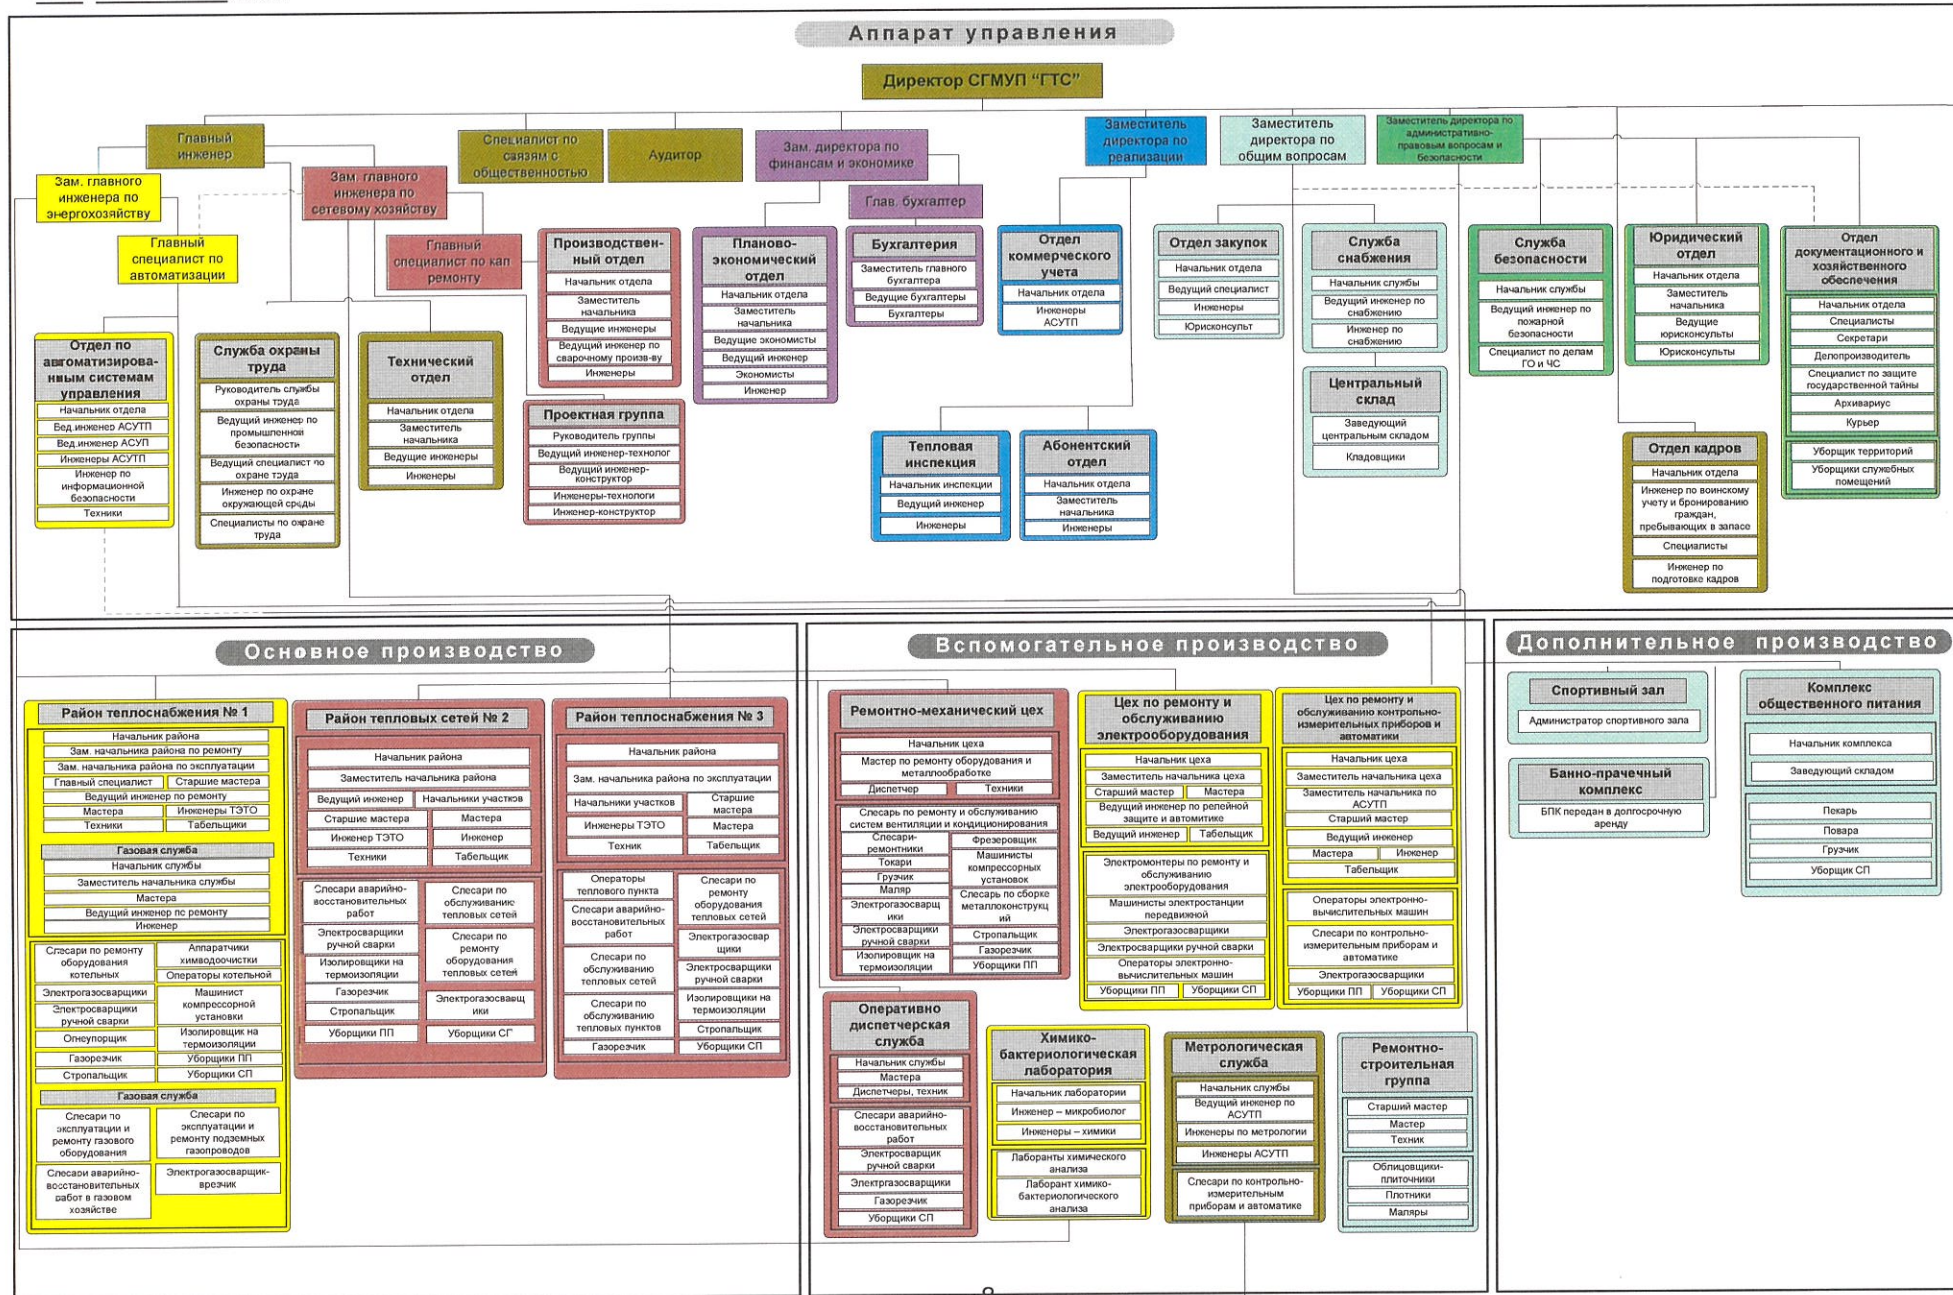 Аппарат управления
Директор СГМУП “ГТС”
Главный
инженер
Специалист по
связям с
общественностью
Аудитор
Зам. директора по
финансам и экономике
Заместитель
директора по
реализации
Заместитель
директора по
общим вопросам
Заместитель директора по
административно-
правовым вопросам и
безопасности
Зам. главного
инженера по
энергохозяйству
Зам. главного
инженера по
сетевому хозяйству
Глав. бухгалтер
Главный
специалист по
автоматизации
Главный
специалист по кап
ремонту
Производствен-
ный отдел
Начальник отдела
Заместитель
начальника
Ведущие инженеры
Ведущий инженер по
сварочному произв-ву
Инженеры
Планово-
экономический
отдел
Начальник отдела
Заместитель
начальника
Ведущие экономисты
Ведущий инженер
Экономисты
Инженер
Бухгалтерия
Заместитель главного
бухгалтера
Ведущие бухгалтеры
Бухгалтеры
Отдел
коммерческого
учета
Начальник отдела
Инженеры
АСУТП
Отдел закупок
Начальник отдела
Ведущий специалист
Инженеры
Юрисконсульт
Служба
снабжения
Начальник службы
Ведущий инженер по
снабжению
Инженер по
снабжению
Служба
безопасности
Начальник службы
Ведущий инженер по
пожарной
безопасности
Специалист по делам
ГО и ЧС
Юридический
отдел
Начальник отдела
Заместитель
начальника
Ведущие
юрисконсульты
Юрисконсульты
Отдел
документационного и
хозяйственного
обеспечения
Начальник отдела
Специалисты
Секретари
Делопроизводитель
Специалист по защите
государственной тайны
Архивариус
Курьер
Уборщик территорий
Уборщики служебных
помещений
Отдел по
автоматизирова-
нным системам
управления
Начальник отдела
Вед.инженер АСУТП
Вед.инженер АСУП
Инженеры АСУТП
Инженер по
информационной
безопасности
Техники
Служба охраны
труда
Руководитель службы
охраны труда
Ведущий инженер по
промышленной
безопасности
Ведущий специалист по
охране труда
Инженер по охране
окружающей среды
Специалисты по охране
труда
Технический
отдел
Начальник отдела
Заместитель
начальника
Ведущие инженеры
Инженеры
Проектная группа
Руководитель группы
Ведущий инженер-технолог
Ведущий инженер-
конструктор
Инженеры-технологи
Инженер-конструктор
Тепловая
инспекция
Начальник инспекции
Ведущий инженер
Инженеры
Абонентский
отдел
Начальник отдела
Заместитель
начальника
Инженеры
Центральный
склад
Заведующий
центральным складом
Кладовщики
Отдел кадров
Начальник отдела
Инженер по воинскому
учету и бронированию
граждан,
пребывающих в запасе
Специалисты
Инженер по
подготовке кадров
Основное производство
Район теплоснабжения № 1
Начальник района
Зам. начальника района по ремонту
Зам. начальника района по эксплуатации
Главный специалист
Старшие мастера
Ведущий инженер по ремонту
Мастера
Инженеры ТЭТО
Техники
Табельщики
Газовая служба
Начальник службы
Заместитель начальника службы
Мастера
Ведущий инженер по ремонту
Инженер
Слесари по ремонту
оборудования
котельных
Электрогазосварщики
Электросварщики
ручной сварки
Огнеупорщик
Газорезчик
Стропальщик
Аппаратчики
химводоочистки
Операторы котельной
Машинист
компрессорной
установки
Изолировщик на
термоизоляции
Уборщики ПП
Уборщики СП
Газовая служба
Слесари по
эксплуатации и
ремонту газового
оборудования
Слесари по
эксплуатации и
ремонту подземных
газопроводов
Слесари аварийно-
восстановительных
работ в газовом
хозяйстве
Электрогазосварщик-
врезчик
Район тепловых сетей № 2
Начальник района
Заместитель начальника района
Ведущий инженер
Начальники участков
Старшие мастера
Мастера
Инженер ТЭТО
Инженер
Техники
Табельщик
Слесари аварийно-
восстановительных
работ
Электросварщики
ручной сварки
Изолировщики на
термоизоляции
Газорезчик
Стропальщик
Уборщики ПП
Слесари по
обслуживанию
тепловых сетей
Слесари по
ремонту
оборудования
тепловых сетей
Электрогазосваещ
ики
Уборщики СГ
Район теплоснабжения № 3
Начальник района
Зам. начальника района по эксплуатации
Начальники участков
Старшие
мастера
Инженеры ТЭТО
Мастера
Техник
Табельщик
Операторы
теплового пункта
Слесари аварийно-
восстановительных
работ
Слесари по
обслуживанию
тепловых сетей
Слесари по
обслуживанию
тепловых пунктов
Газорезчик
Слесари по
ремонту
оборудования
тепловых сетей
Электрогазосвар
щики
Электросварщики
ручной сварки
Изолировщики на
термоизоляции
Стропальщик
Уборщики СП
Вспомогательное производство
Ремонтно-механический цех
Начальник цеха
Мастер по ремонту оборудования и
металлообработке
Диспетчер
Техники
Слесарь по ремонту и обслуживанию
систем вентиляции и кондиционирования
Слесари-
ремонтники
Токари
Грузчик
Маляр
Электрогазосварщ
ики
Электросварщики
ручной сварки
Изолировщик на
термоизоляции
Фрезеровщик
Машинисты
компрессорных
установок
Слесарь по сборке
металлоконструкц
ий
Стропальщик
Газорезчик
Уборщики ПП
Цех по ремонту и
обслуживанию
электрооборудования
Начальник цеха
Заместитель начальника цеха
Старший мастер
Мастера
Ведущий инженер по релейной
защите и автомитике
Ведущий инженер
Табельщик
Электромонтеры по ремонту и
обслуживанию
электрооборудования
Машинисты электростанции
передвижной
Электрогазосварщики
Электросварщики ручной сварки
Операторы электронно-
вычислительных машин
Уборщики ПП
Уборщики СП
Цех по ремонту и
обслуживанию контрольно-
измерительных приборов и
автоматики
Начальник цеха
Заместитель начальника цеха
Заместитель начальника по
АСУТП
Старший мастер
Ведущий инженер
Мастера
Инженер
Табельщик
Операторы электронно-
вычислительных машин
Слесари по контрольно-
измерительным приборам и
автоматике
Электрогазосварщики
Уборщики ПП
Уборщики СП
Оперативно
диспетчерская
служба
Начальник службы
Мастера
Диспетчеры, техник
Слесари аварийно-
восстановительных
работ
Электросварщик
ручной сварки
Электрогазосварщики
Газорезчик
Уборщики СП
Химико-
бактериологическая
лаборатория
Начальник лаборатории
Инженер – микробиолог
Инженеры – химики
Лаборанты химического
анализа
Лаборант химико-
бактериологического
анализа
Метрологическая
служба
Начальник службы
Ведущий инженер по
АСУТП
Инженеры по метрологии
Инженеры АСУТП
Слесари по контрольно-
измерительным
приборам и автоматике
Ремонтно-
строительная
группа
Старший мастер
Мастер
Техник
Облицовщики-
плиточники
Плотники
Маляры
Дополнительное производство
Спортивный зал
Администратор спортивного зала
Банно-прачечный
комплекс
БПК передан в долгосрочную
аренду
Комплекс
общественного питания
Начальник комплекса
Заведующий складом
Пекарь
Повара
Грузчик
Уборщик СП